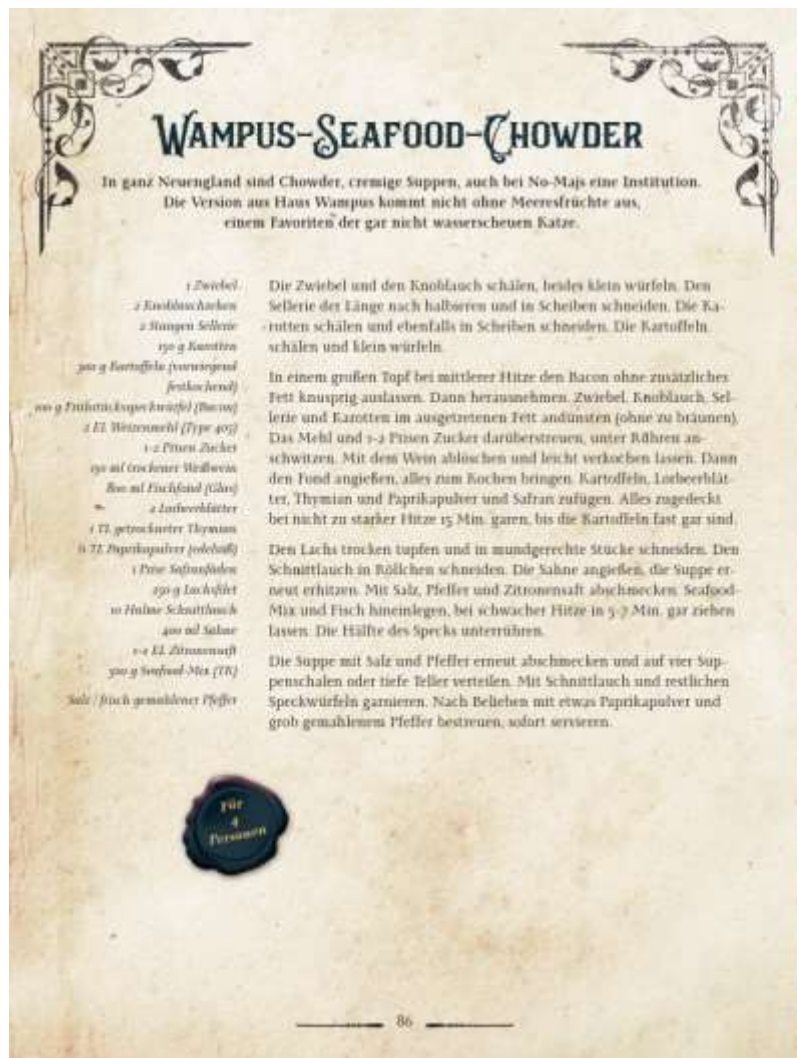 Wampus-Seafood-Chowder
In ganz Neuengland sind Chowder, cremige Suppen, auch bei No-Majs eine Institution.
Die Version aus Haus Wampus kommt nicht ohne Meeresfrüchte aus,
einem Favoriten der gar nicht wasserscheuen Katze.
1 Zwiebel
2 Knoblauchzehen
2 Stangen Sellerie
150 g Karotten
300 g Kartoffeln (vorwiegend
festkochend)
100 g Frühstücksspeckwürfel (Bacon)
2 EL Weizenmehl (Type 405)
1-2 Prisen Zucker
150 ml trockener Weißwein
800 ml Fischfond (Glas)
2 Lorbeerblätter
1 TL getrockneter Thymian
½ TL Paprikapulver (edelsüß)
1 Prise Safranfäden
250 g Lachsfilet
10 Halme Schnittlauch
400 ml Sahne
EL Zitronensaft
500 g Seafood-Mix (TK)
Salz / frisch gemahlener Pfeffer
Die Zwiebel und den Knoblauch schälen, beides klein würfeln. Den
Sellerie der Länge nach halbieren und in Scheiben schneiden. Die Ka-
rotten schälen und ebenfalls in Scheiben schneiden. Die Kartoffeln
schälen und klein würfeln.
In einem großen Topf bei mittlerer Hitze den Bacon ohne zusätzliches
Fett knusprig auslassen. Dann herausnehmen. Zwiebel, Knoblauch, Sel-
lerie und Karotten im ausgetretenen Fett andünsten (ohne zu bräunen).
Das Mehl und 1-2 Prisen Zucker darüberstreuen, unter Rühren an-
schwitzen. Mit dem Wein ablöschen und leicht verkochen lassen. Dann
den Fond angießen, alles zum Kochen bringen. Kartoffeln, Lorbeerblät-
ter, Thymian und Paprikapulver und Safran zufügen. Alles zugedeckt
bei nicht zu starker Hitze 15 Min. garen, bis die Kartoffeln fast gar sind.
Den Lachs trocken tupfen und in mundgerechte Stücke schneiden. Den
Schnittlauch in Röllchen schneiden. Die Sahne angießen, die Suppe er-
neut erhitzen. Mit Salz, Pfeffer und Zitronensaft abschmecken. Seafood-
Mix und Fisch hineinlegen, bei schwacher Hitze in 5-7 Min. gar ziehen
lassen. Die Hälfte des Specks unterrühren.
Die Suppe mit Salz und Pfeffer erneut abschmecken und auf vier Sup-
penschalen oder tiefe Teller verteilen. Mit Schnittlauch und restlichen
Speckwürfeln garnieren. Nach Belieben mit etwas Paprikapulver und
grob gemahlenem Pfeffer bestreuen, sofort servieren.
Für
4
Personen
86